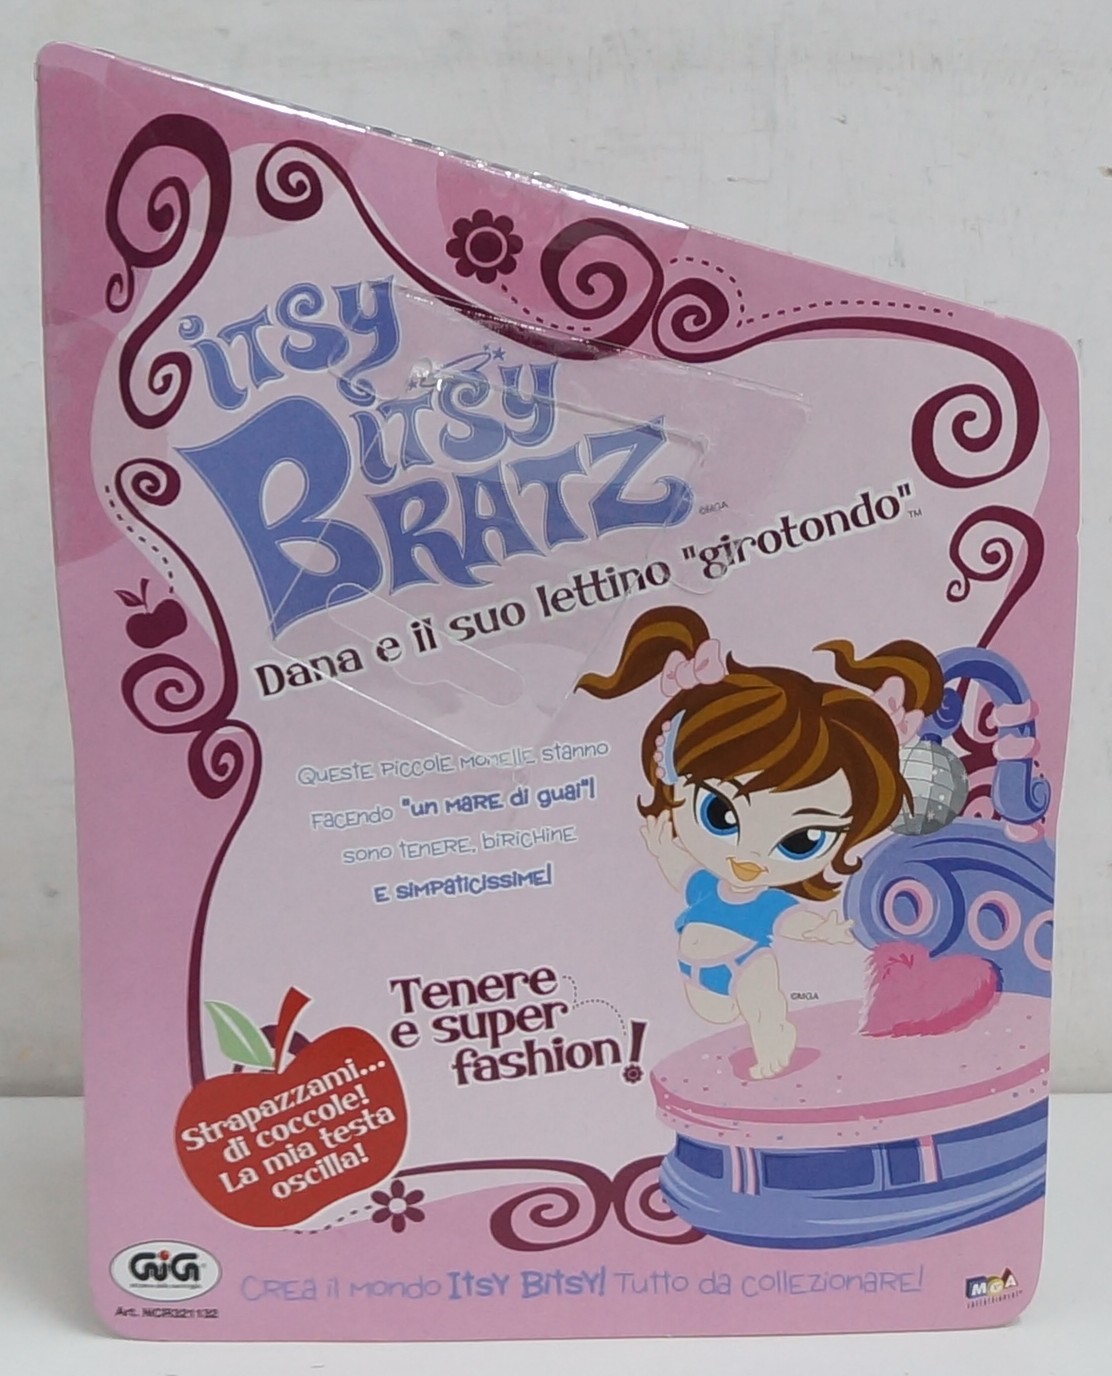 itsy
Bitsy
BRATZ
©MGA
Dana e il suo lettino "girotondo"™
Queste piccole monelle stanno
facendo "un mare di guai"!
sono tenere, birichine
e simpaticissime!
©MGA
Tenere
e super
fashion!
Strapazzami...
di coccole!
La mia testa
oscilla!
GiG
Crea il mondo Itsy Bitsy! Tutto da collezionare!
MGA
ENTERTAINMENT
Art. NCR321132